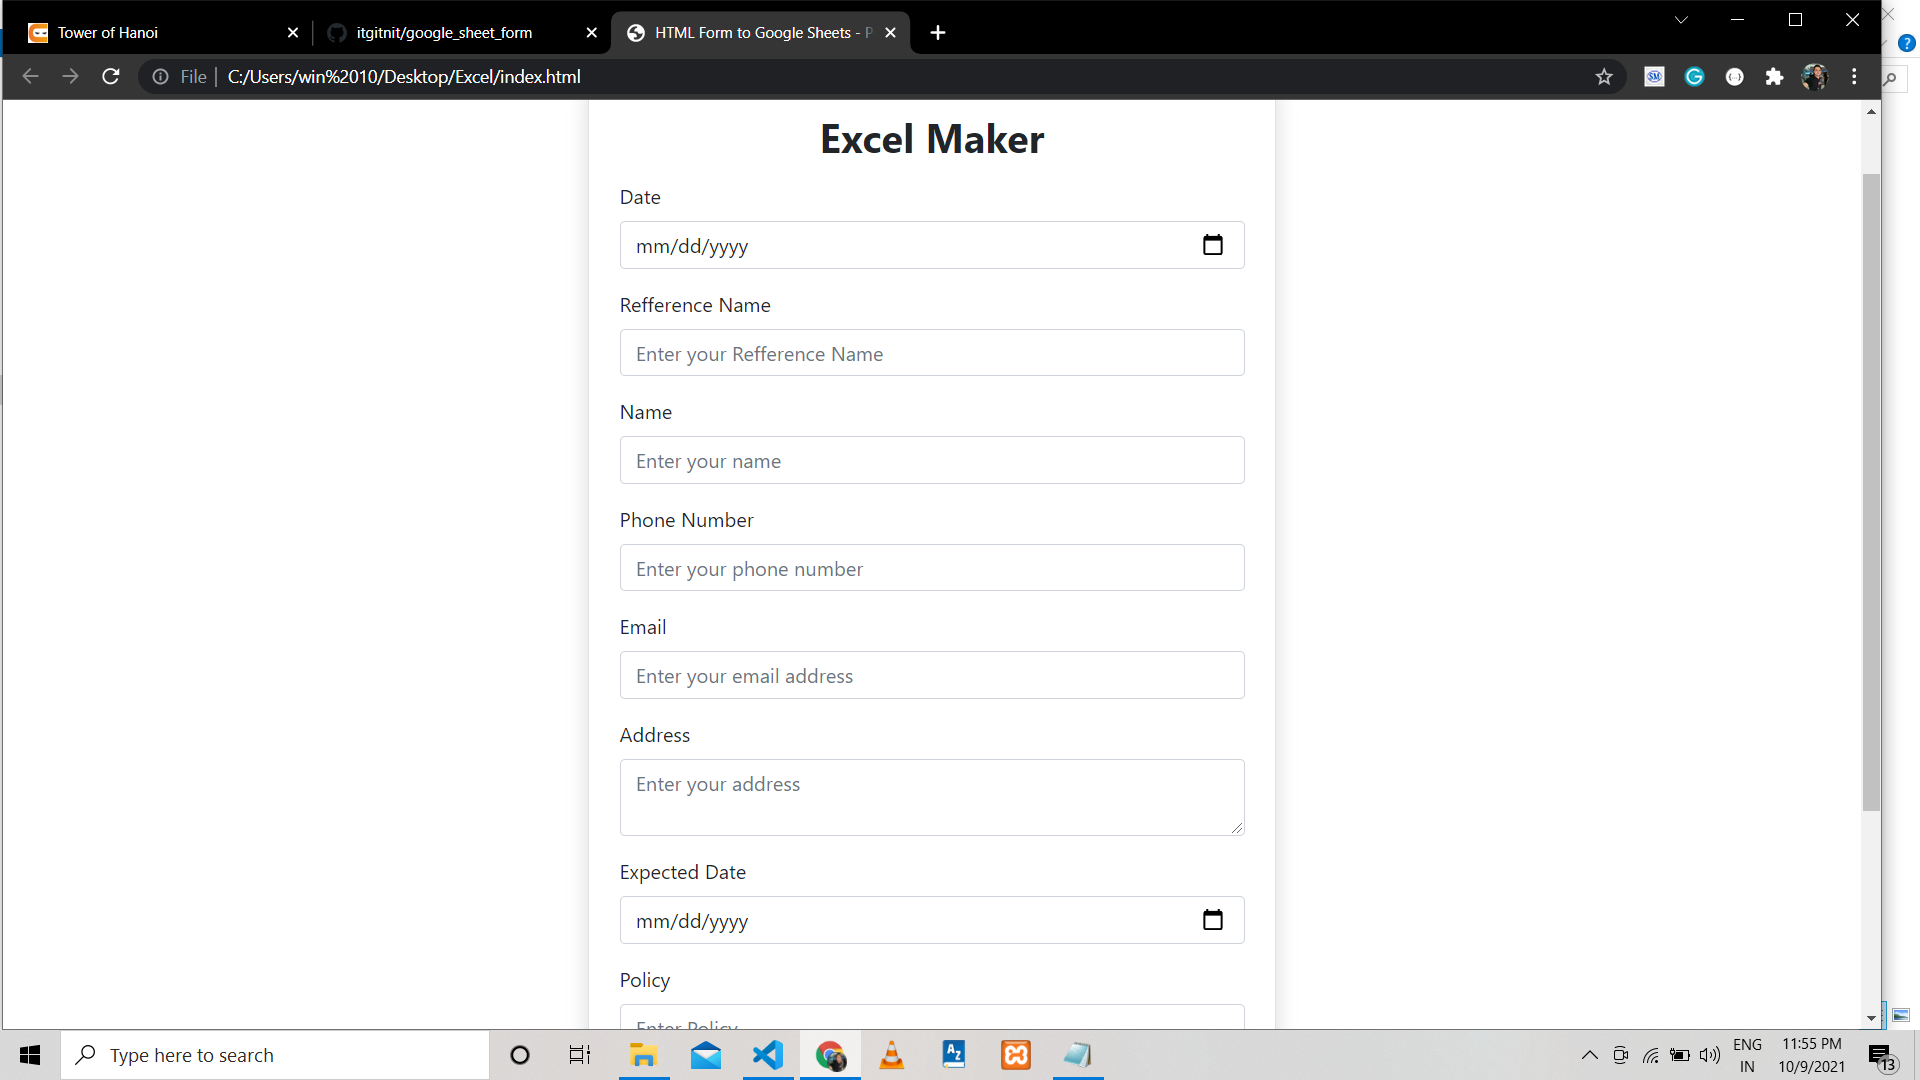 Tower of Hanoi
itgitnit/google_sheet_form
HTML Form to Google Sheets - P
File
C:/Users/win%2010/Desktop/Excel/index.html
Excel Maker
Date
mm/dd/yyyy
Refference Name
Enter your Refference Name
Name
Enter your name
Phone Number
Enter your phone number
Email
Enter your email address
Address
Enter your address
Expected Date
mm/dd/yyyy
Policy
Enter Policy
Type here to search
ENG
IN
11:55 PM
10/9/2021
13